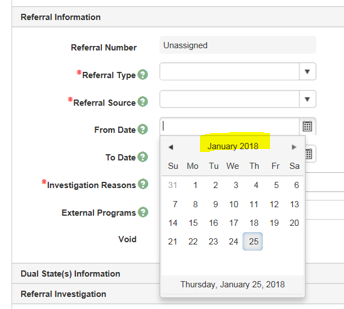 Referral Information
Referral Number Unassigned
*Referral Type ?
*Referral Source ?
From Date ?
January 2018
Su Mo Tu We Th Fr Sa
31 1 2 3 4 5 6
7 8 9 10 11 12 13
14 15 16 17 18 19 20
21 22 23 24 25
Thursday, January 25, 2018
To Date ?
*Investigation Reasons ?
External Programs ?
Void
Dual State(s) Information
Referral Investigation